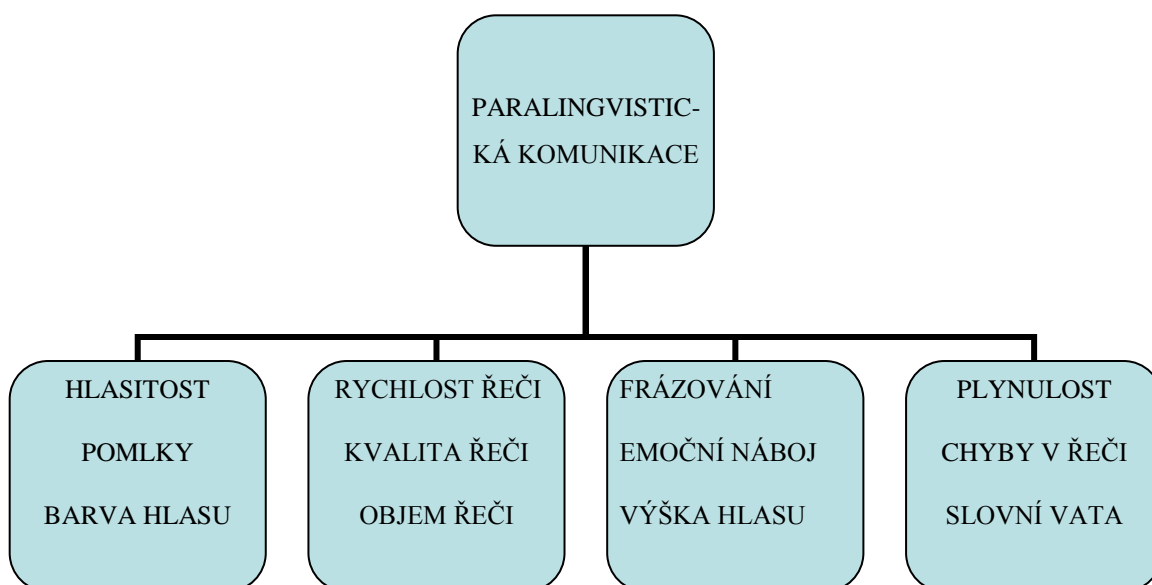 PARALINGVISTIC-
KÁ KOMUNIKACE
HLASITOST
POMLKY
BARVA HLASU
RYCHLOST ŘEČI
KVALITA ŘEČI
OBJEM ŘEČI
FRÁZOVÁNÍ
EMOČNÍ NÁBOJ
VÝŠKA HLASU
PLYNULOST
CHYBY V ŘEČI
SLOVNÍ VATA